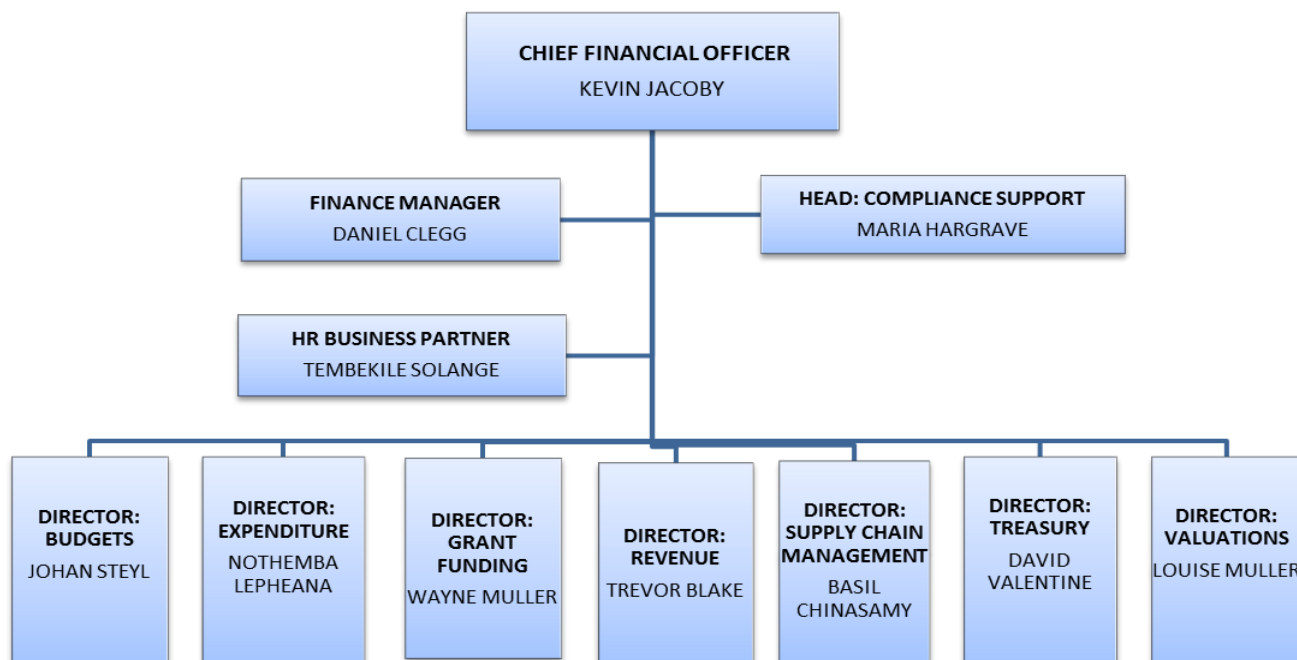 CHIEF FINANCIAL OFFICER
KEVIN JACOBY
FINANCE MANAGER
DANIEL CLEGG
HEAD: COMPLIANCE SUPPORT
MARIA HARGRAVE
HR BUSINESS PARTNER
TEMBEKILE SOLANGE
DIRECTOR:
BUDGETS
JOHAN STEYL
DIRECTOR:
EXPENDITURE
NOTHEMBA
LEPHEANA
DIRECTOR:
GRANT
FUNDING
WAYNE MULLER
DIRECTOR:
REVENUE
TREVOR BLAKE
DIRECTOR:
SUPPLY CHAIN
MANAGEMENT
BASIL
CHINASAMY
DIRECTOR:
TREASURY
DAVID
VALENTINE
DIRECTOR:
VALUATIONS
LOUISE MULLER